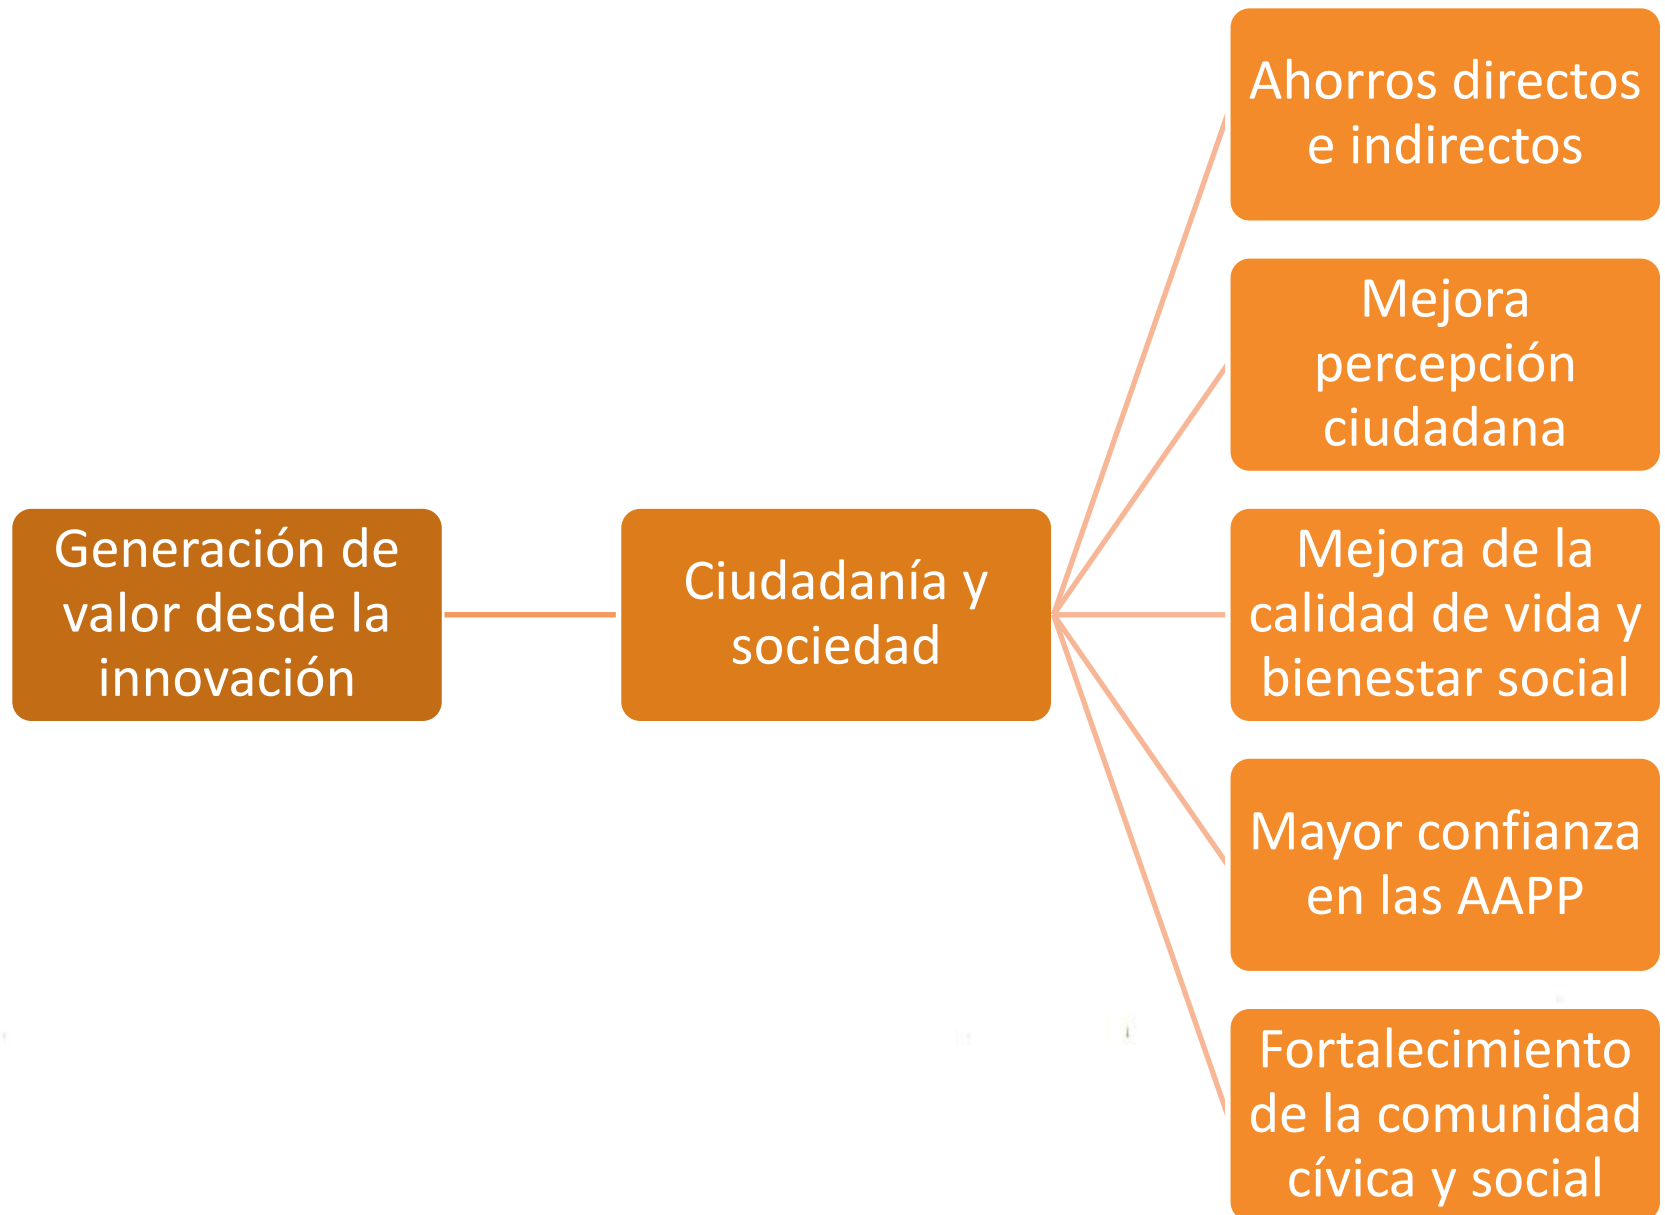 Generación de
valor desde la
innovación
Ciudadanía y
sociedad
Ahorros directos
e indirectos
Mejora
percepción
ciudadana
Mejora de la
calidad de vida y
bienestar social
Mayor confianza
en las AAPP
Fortalecimiento
de la comunidad
cívica y social